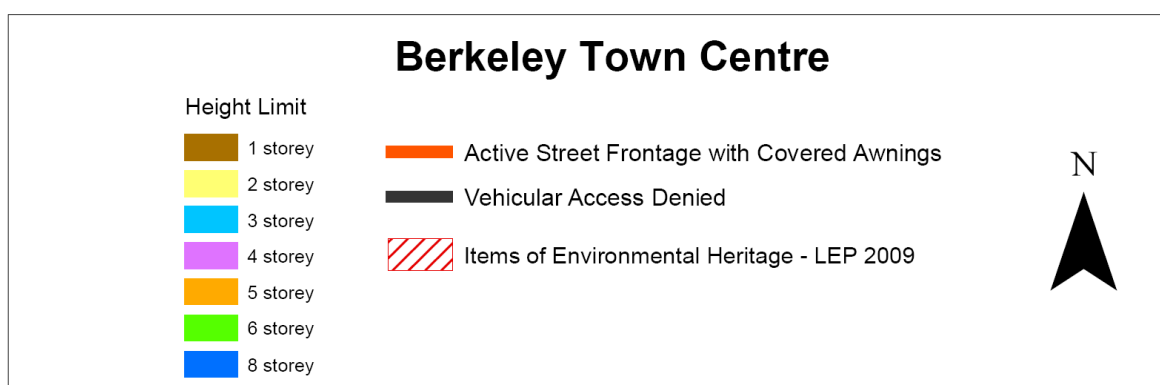 Berkeley Town Centre
Height Limit
1 storey
2 storey
3 storey
4 storey
5 storey
6 storey
8 storey
Active Street Frontage with Covered Awnings
Vehicular Access Denied
Items of Environmental Heritage - LEP 2009
N